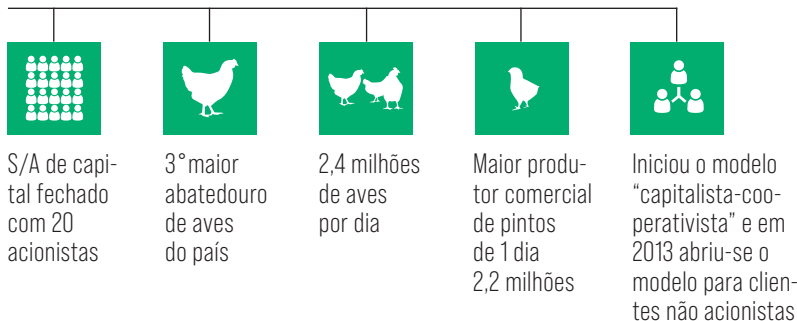 S/A de capi-
tal fechado
com 20
acionistas
3° maior
abatedouro
de aves
do país
2,4 milhões
de aves
por dia
Maior produ-
tor comercial
de pintos
de 1 dia
2,2 milhões
Iniciou o modelo
“capitalista-coo-
perativista” e em
2013 abriu-se o
modelo para clien-
tes não acionistas